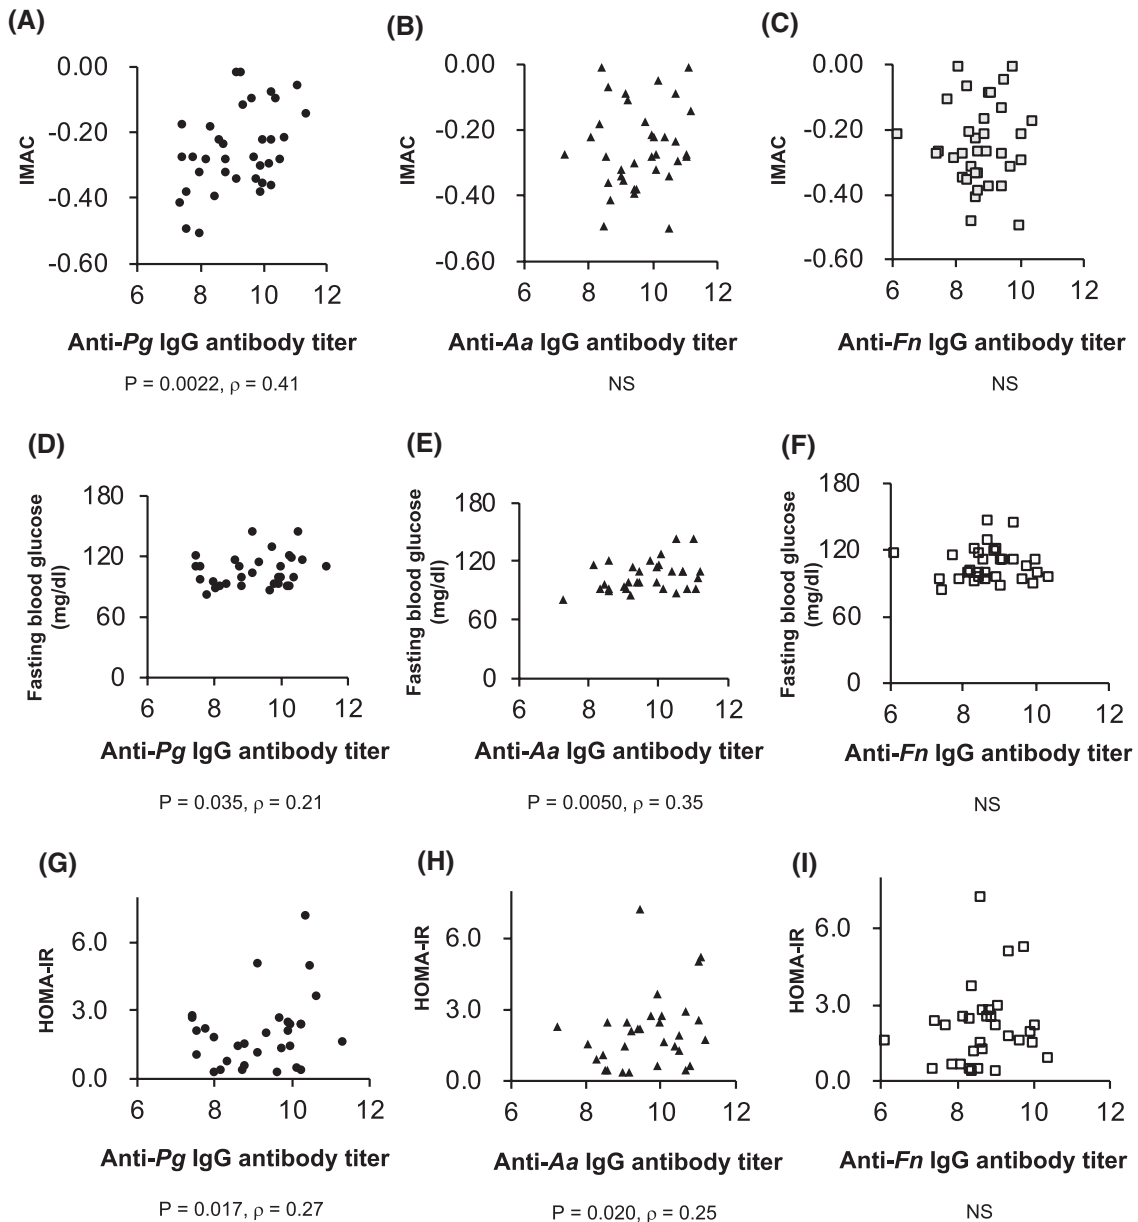 (A)
IMAC
0.00
-0.20
-0.40
-0.60
6 8 10 12
Anti-Pg IgG antibody titer
P = 0.0022, ρ = 0.41
(B)
IMAC
0.00
-0.20
-0.40
-0.60
6 8 10 12
Anti-Aa IgG antibody titer
NS
(C)
IMAC
0.00
-0.20
-0.40
-0.60
6 8 10 12
Anti-Fn IgG antibody titer
NS
(D)
Fasting blood glucose
(mg/dl)
180
120
60
0
6 8 10 12
Anti-Pg IgG antibody titer
P = 0.035, ρ = 0.21
(E)
Fasting blood glucose
(mg/dl)
180
120
60
0
6 8 10 12
Anti-Aa IgG antibody titer
P = 0.0050, ρ = 0.35
(F)
Fasting blood glucose
(mg/dl)
180
120
60
0
6 8 10 12
Anti-Fn IgG antibody titer
NS
(G)
HOMA-IR
6.0
3.0
0.0
6 8 10 12
Anti-Pg IgG antibody titer
P = 0.017, ρ = 0.27
(H)
HOMA-IR
6.0
3.0
0.0
6 8 10 12
Anti-Aa IgG antibody titer
P = 0.020, ρ = 0.25
(I)
HOMA-IR
6.0
3.0
0.0
6 8 10 12
Anti-Fn IgG antibody titer
NS